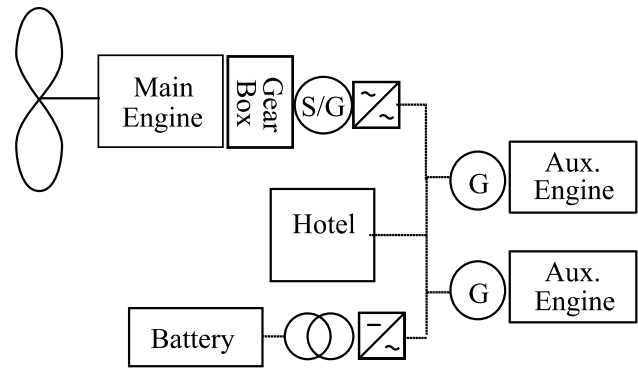 Main
Engine
Gear
Box
S/G
~
~
G
Aux.
Engine
Hotel
G
Aux.
Engine
Battery
–
~